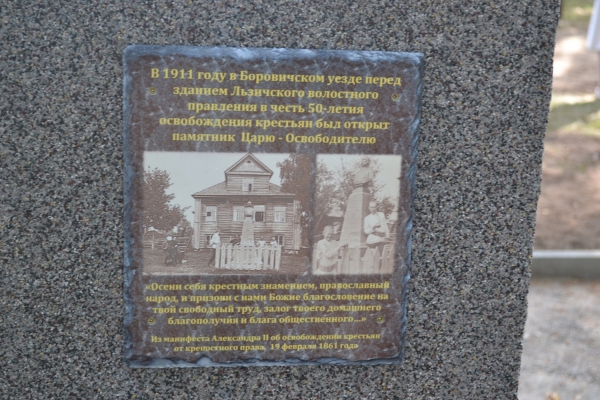 В 1911 году в Боровичском уезде перед
зданием Льзичского волостного
правления в честь 50-летия
освобождения крестьян был открыт
памятник Царю - Освободителю
«Осени себя крестным знамением, православный
народ, и призови с нами Божие благословение на
твой свободный труд, залог твоего домашнего
благополучия и блага общественного...»
Из манифеста Александра II об освобождении крестьян
от крепостного права, 19 февраля 1861 года